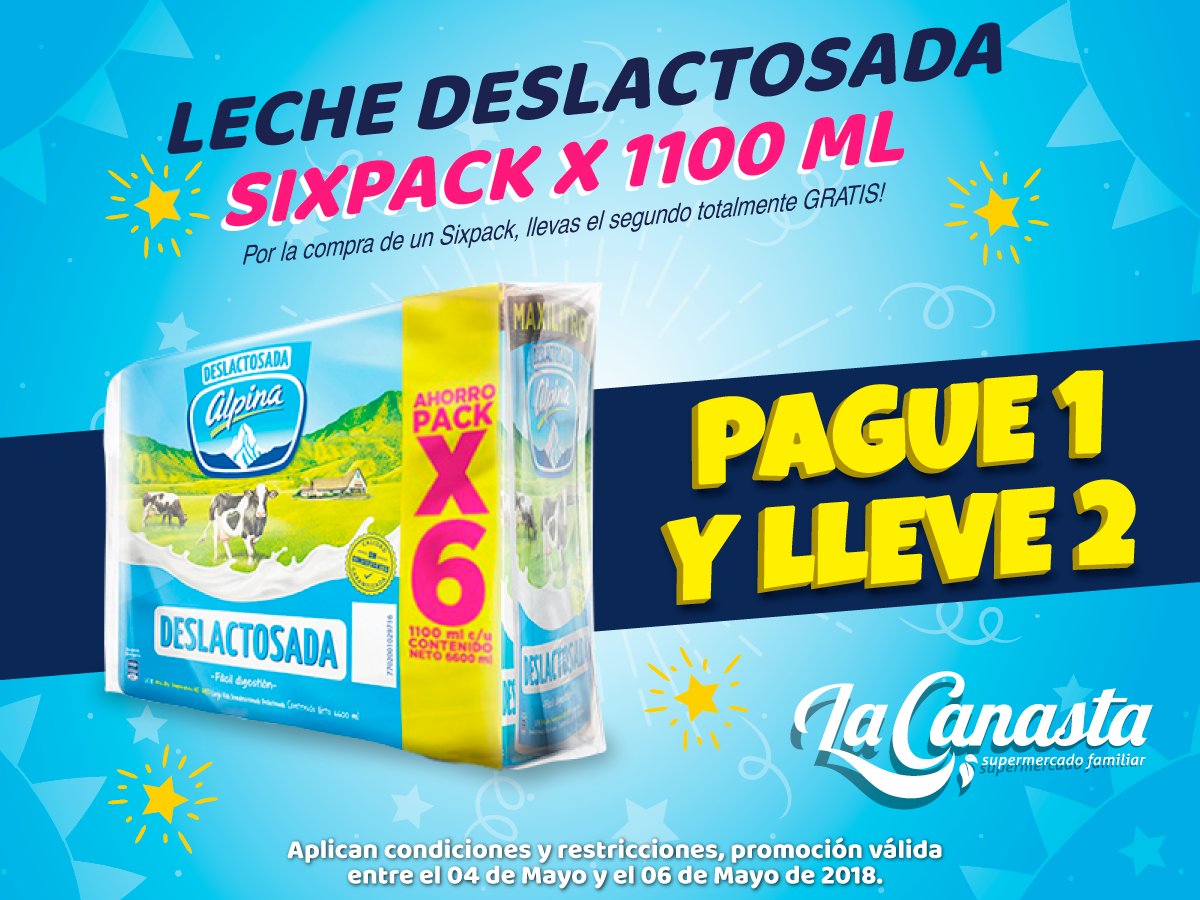 LECHE DESLACTOSADA
SIXPACK X 1100 ML
Por la compra de un Sixpack, llevas el segundo totalmente GRATIS!
DESLACTOSADA
alpina
AHORRO
PACK
X
6
1100 ml c/u
CONTENIDO
NETO 6600 ml
DESLACTOSADA
-Fácil digestión-
7702001029716
MAXILITRO
DESLACTOSADA
alpina
DESLACTOSADA
DES
PAGUE 1
Y LLEVE 2
La Canasta
supermercado familiar
Aplican condiciones y restricciones, promoción válida
entre el 04 de Mayo y el 06 de Mayo de 2018.